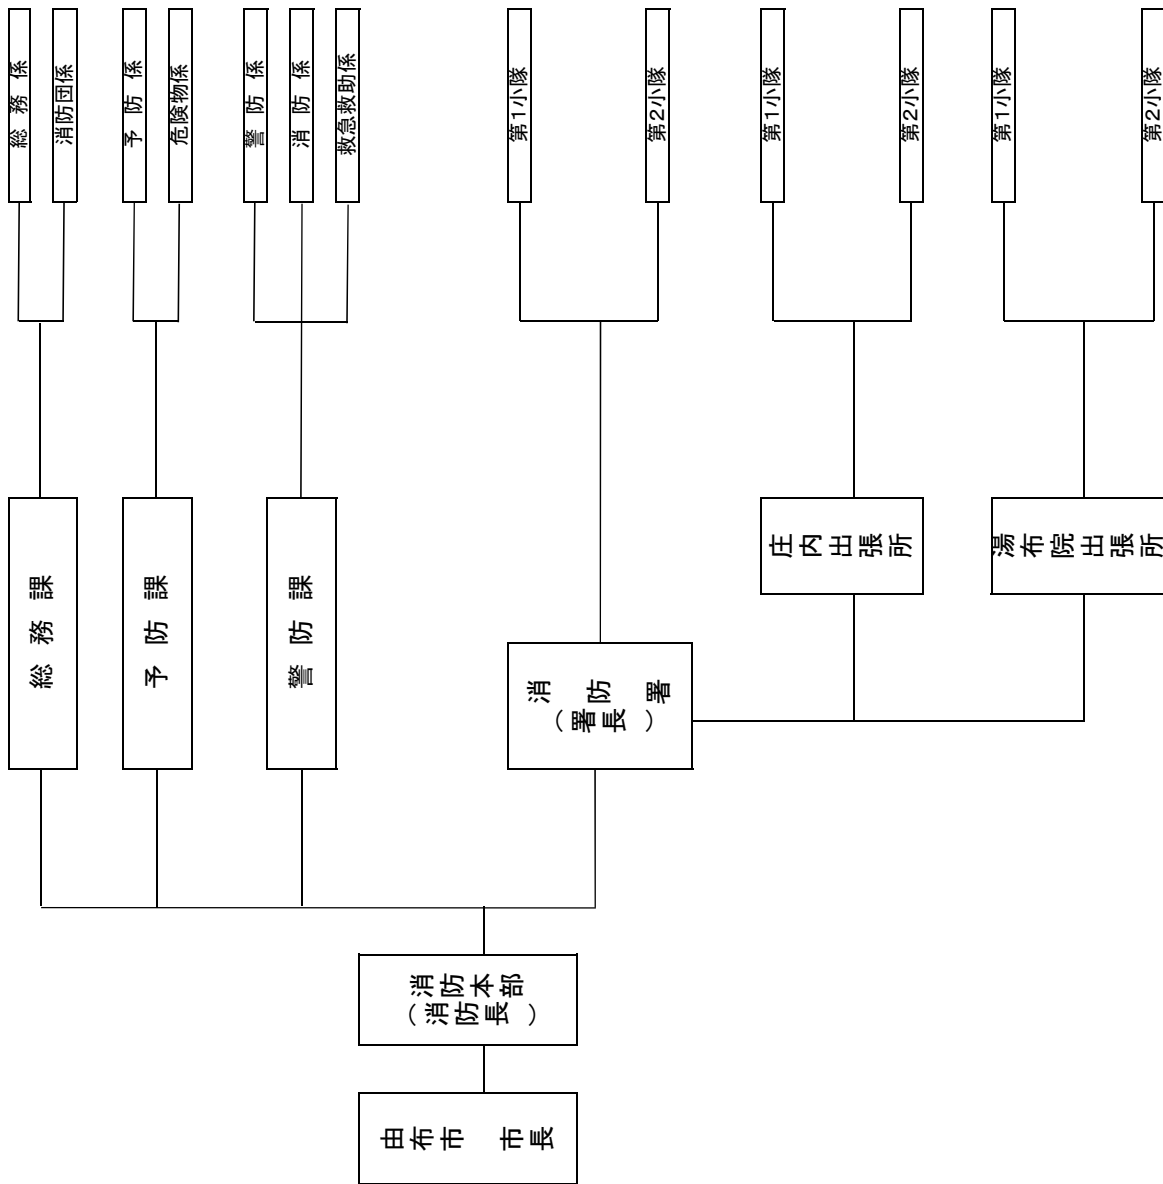 総務係
消防団係
予防係
危険物係
警防係
消防係
救急救助係
第1小隊
第2小隊
第1小隊
第2小隊
第1小隊
第2小隊
総務課
予防課
警防課
庄内出張所
湯布院出張所
消防署
（署長）
消防本部
（消防長）
由布市 市長